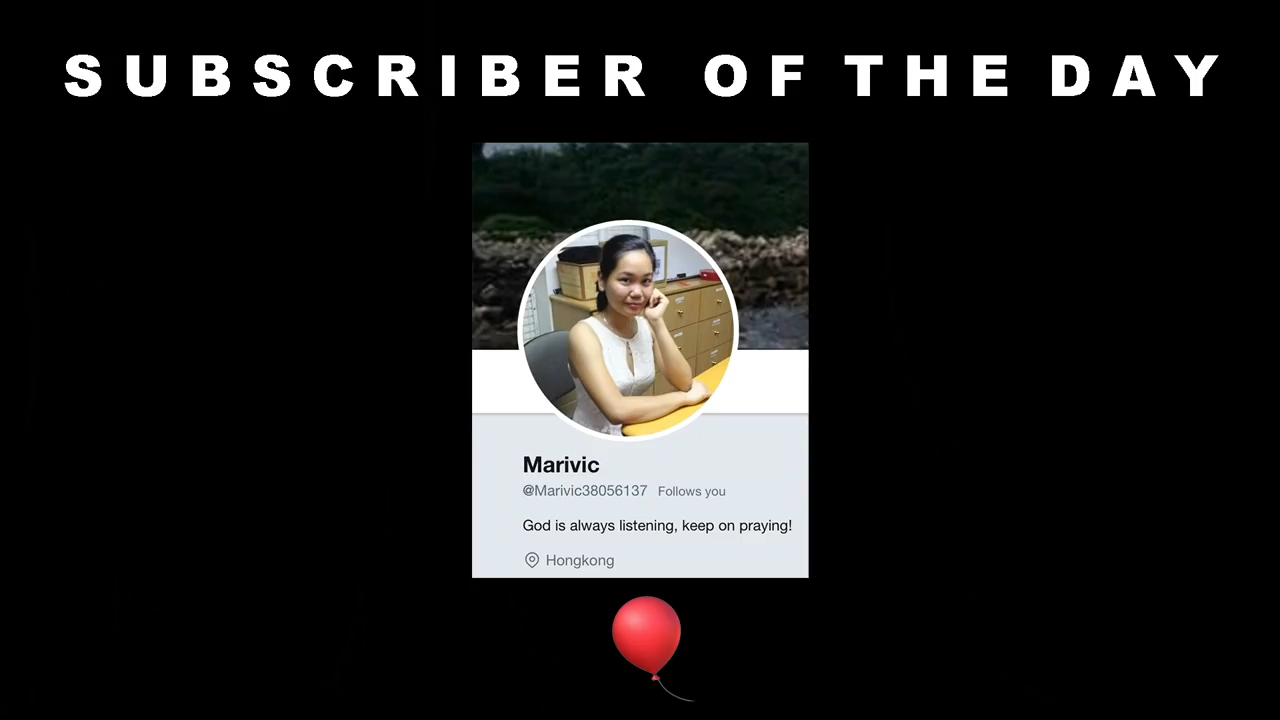 SUBSCRIBER OF THE DAY
Marivic
@Marivic38056137 Follows you
God is always listening, keep on praying!
Hongkong